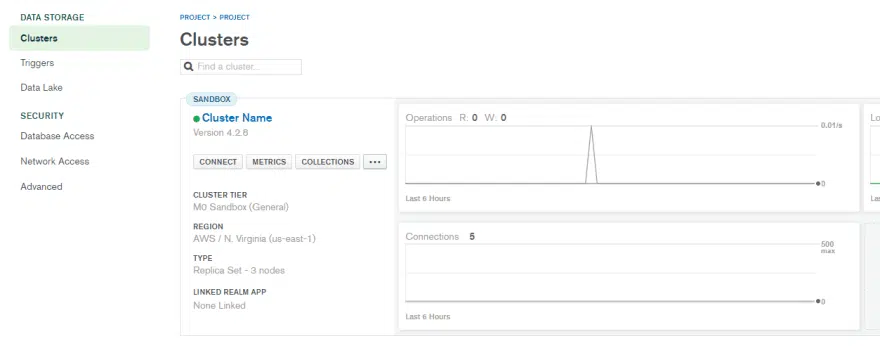 DATA STORAGE
Clusters
Triggers
Data Lake
SECURITY
Database Access
Network Access
Advanced
PROJECT > PROJECT
Clusters
Find a cluster...
SANDBOX
Cluster Name
Version 4.2.8
CONNECT METRICS COLLECTIONS •••
CLUSTER TIER
M0 Sandbox (General)
REGION
AWS / N. Virginia (us-east-1)
TYPE
Replica Set - 3 nodes
LINKED REALM APP
None Linked
Operations R: 0 W: 0
0.01/s
0
Last 6 Hours
Connections 5
500
max
0
Last 6 Hours
Lo